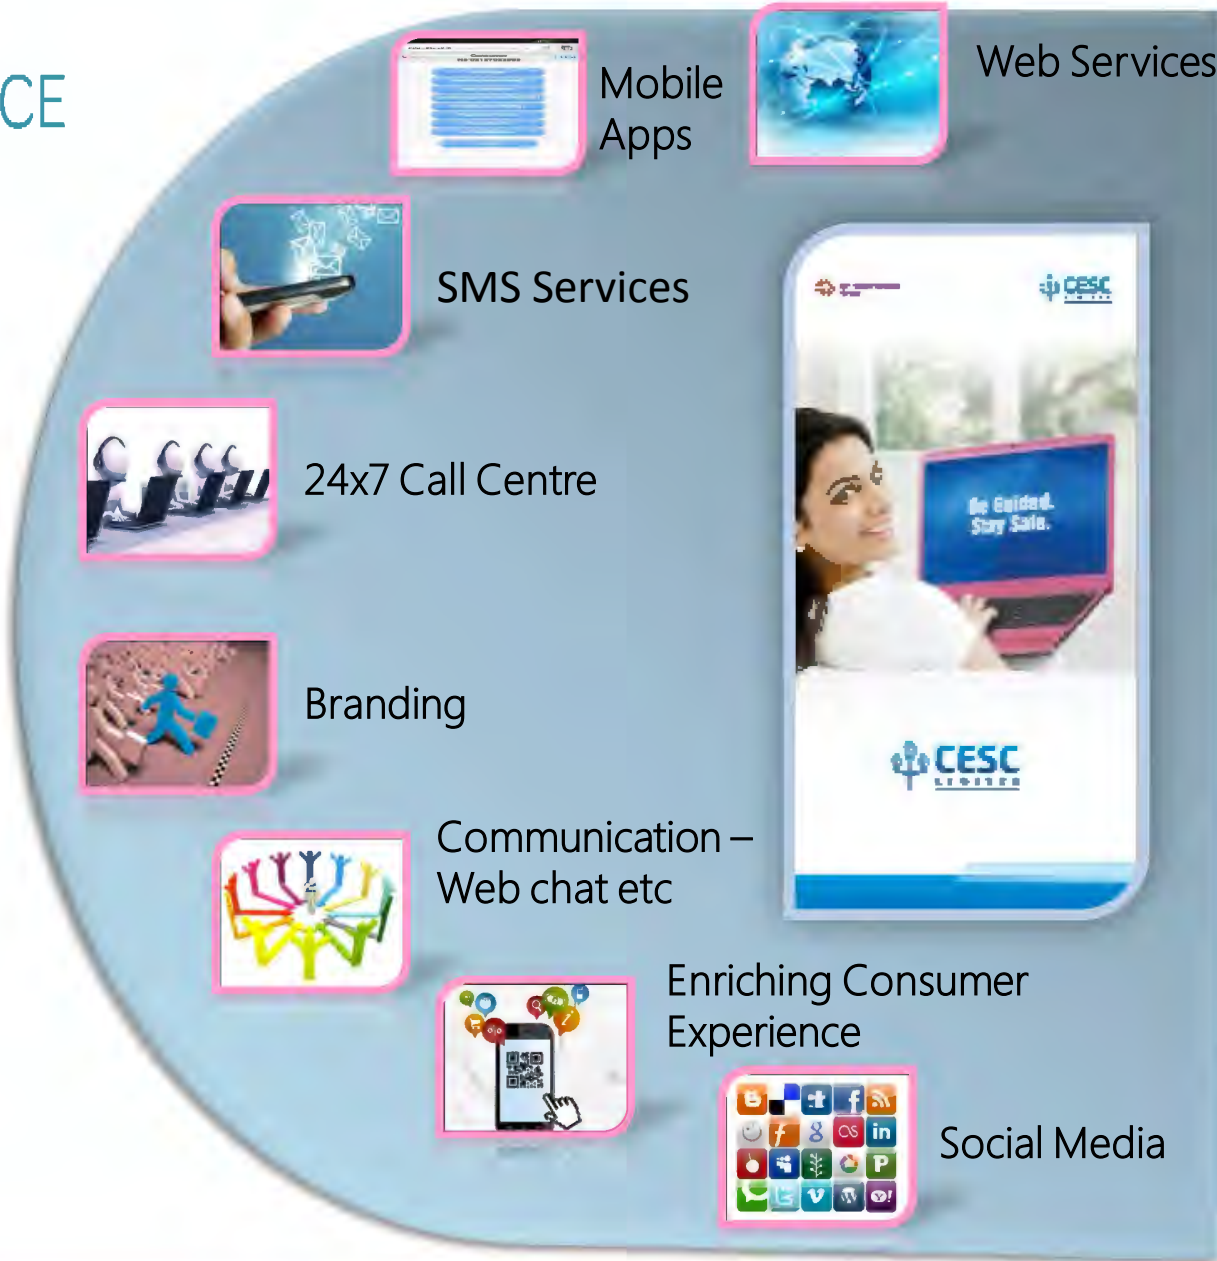 CE
Mobile
Apps
Web Services
SMS Services
CESC
24x7 Call Centre
Be Guided.
Stay Safe.
Branding
CESC
LIMITED
Communication –
Web chat etc
Enriching Consumer
Experience
Social Media